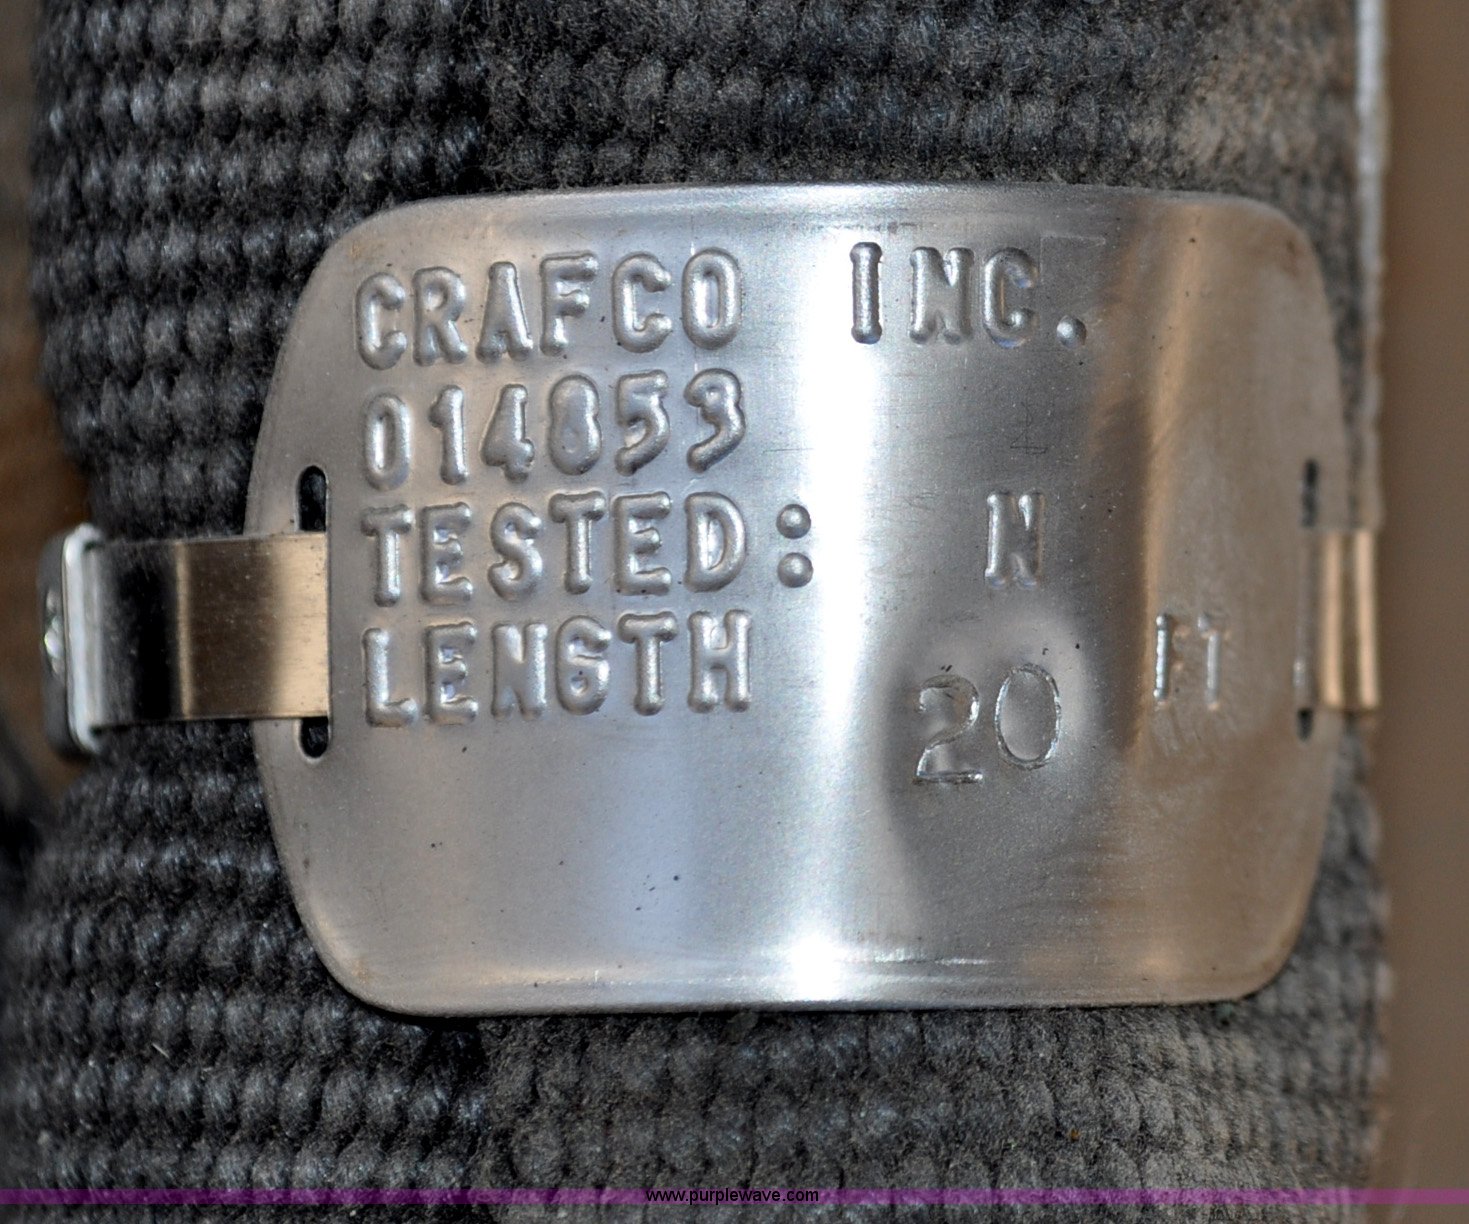 CRAFCO INC.
014853
TESTED: N
LENGTH 20 FT
www.purplewave.com